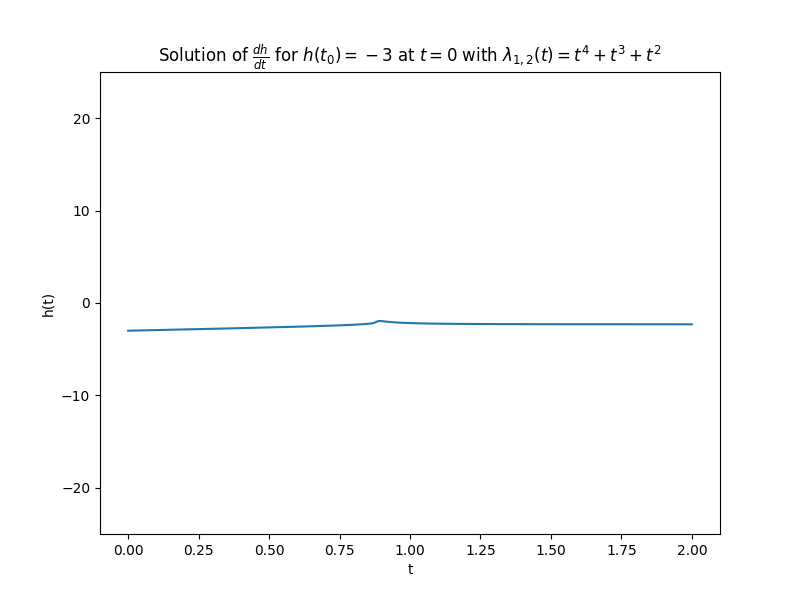 Solution of $\frac{dh}{dt}$ for $h(t_0) = -3$ at $t = 0$ with $\lambda_{1,2}(t) = t^4 + t^3 + t^2$
20
10
0
−10
−20
h(t)
0.00 0.25 0.50 0.75 1.00 1.25 1.50 1.75 2.00
t